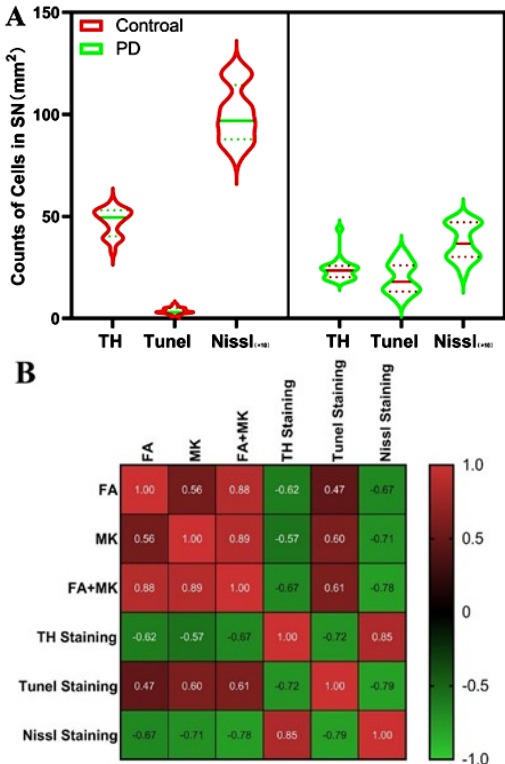 A
Controal
PD
Counts of Cells in SN(mm²)
150
100
50
0
TH Tunel Nissl(×10) TH Tunel Nissl(×10)
B
FA MK FA+MK TH Staining Tunel Staining Nissl Staining
FA 1.00 0.56 0.88 -0.62 0.47 -0.67
MK 0.56 1.00 0.89 -0.57 0.60 -0.71
FA+MK 0.88 0.89 1.00 -0.67 0.61 -0.78
TH Staining -0.62 -0.57 -0.67 1.00 -0.72 0.85
Tunel Staining 0.47 0.60 0.61 -0.72 1.00 -0.79
Nissl Staining -0.67 -0.71 -0.78 0.85 -0.79 1.00
1.0
0.5
0
-0.5
-1.0